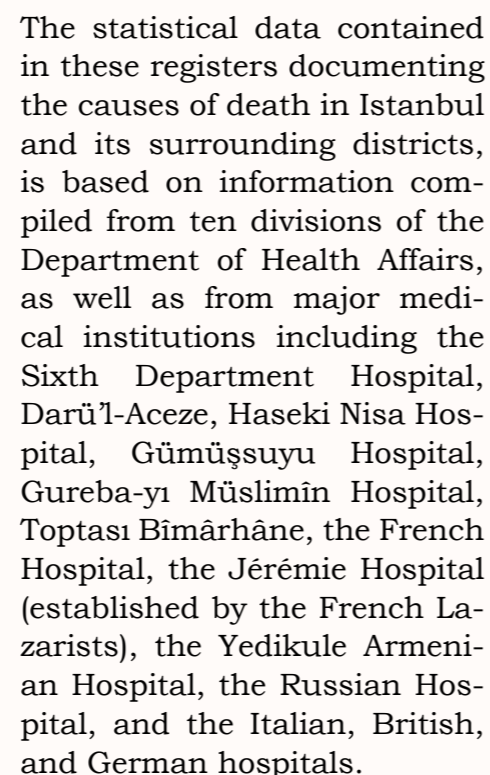 The statistical data contained
in these registers documenting
the causes of death in Istanbul
and its surrounding districts,
is based on information com-
piled from ten divisions of the
Department of Health Affairs,
as well as from major medi-
cal institutions including the
Sixth Department Hospital,
Darü’l-Aceze, Haseki Nisa Hos-
pital, Gümüşsuyu Hospital,
Gureba-yı Müslimîn Hospital,
Toptası Bîmârhâne, the French
Hospital, the Jérémie Hospital
(established by the French La-
zarists), the Yedikule Armeni-
an Hospital, the Russian Hos-
pital, and the Italian, British,
and German hospitals.